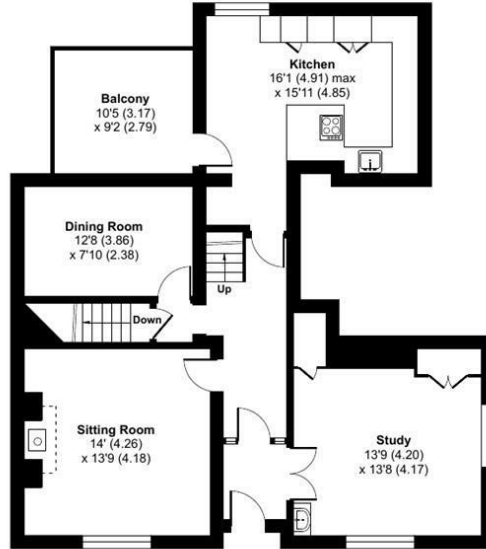 Kitchen
16'1 (4.91) max
x 15'11 (4.85)
Balcony
10'5 (3.17)
x 9'2 (2.79)
Dining Room
12'8 (3.86)
x 7'10 (2.38)
Up
Down
Sitting Room
14' (4.26)
x 13'9 (4.18)
Study
13'9 (4.20)
x 13'8 (4.17)